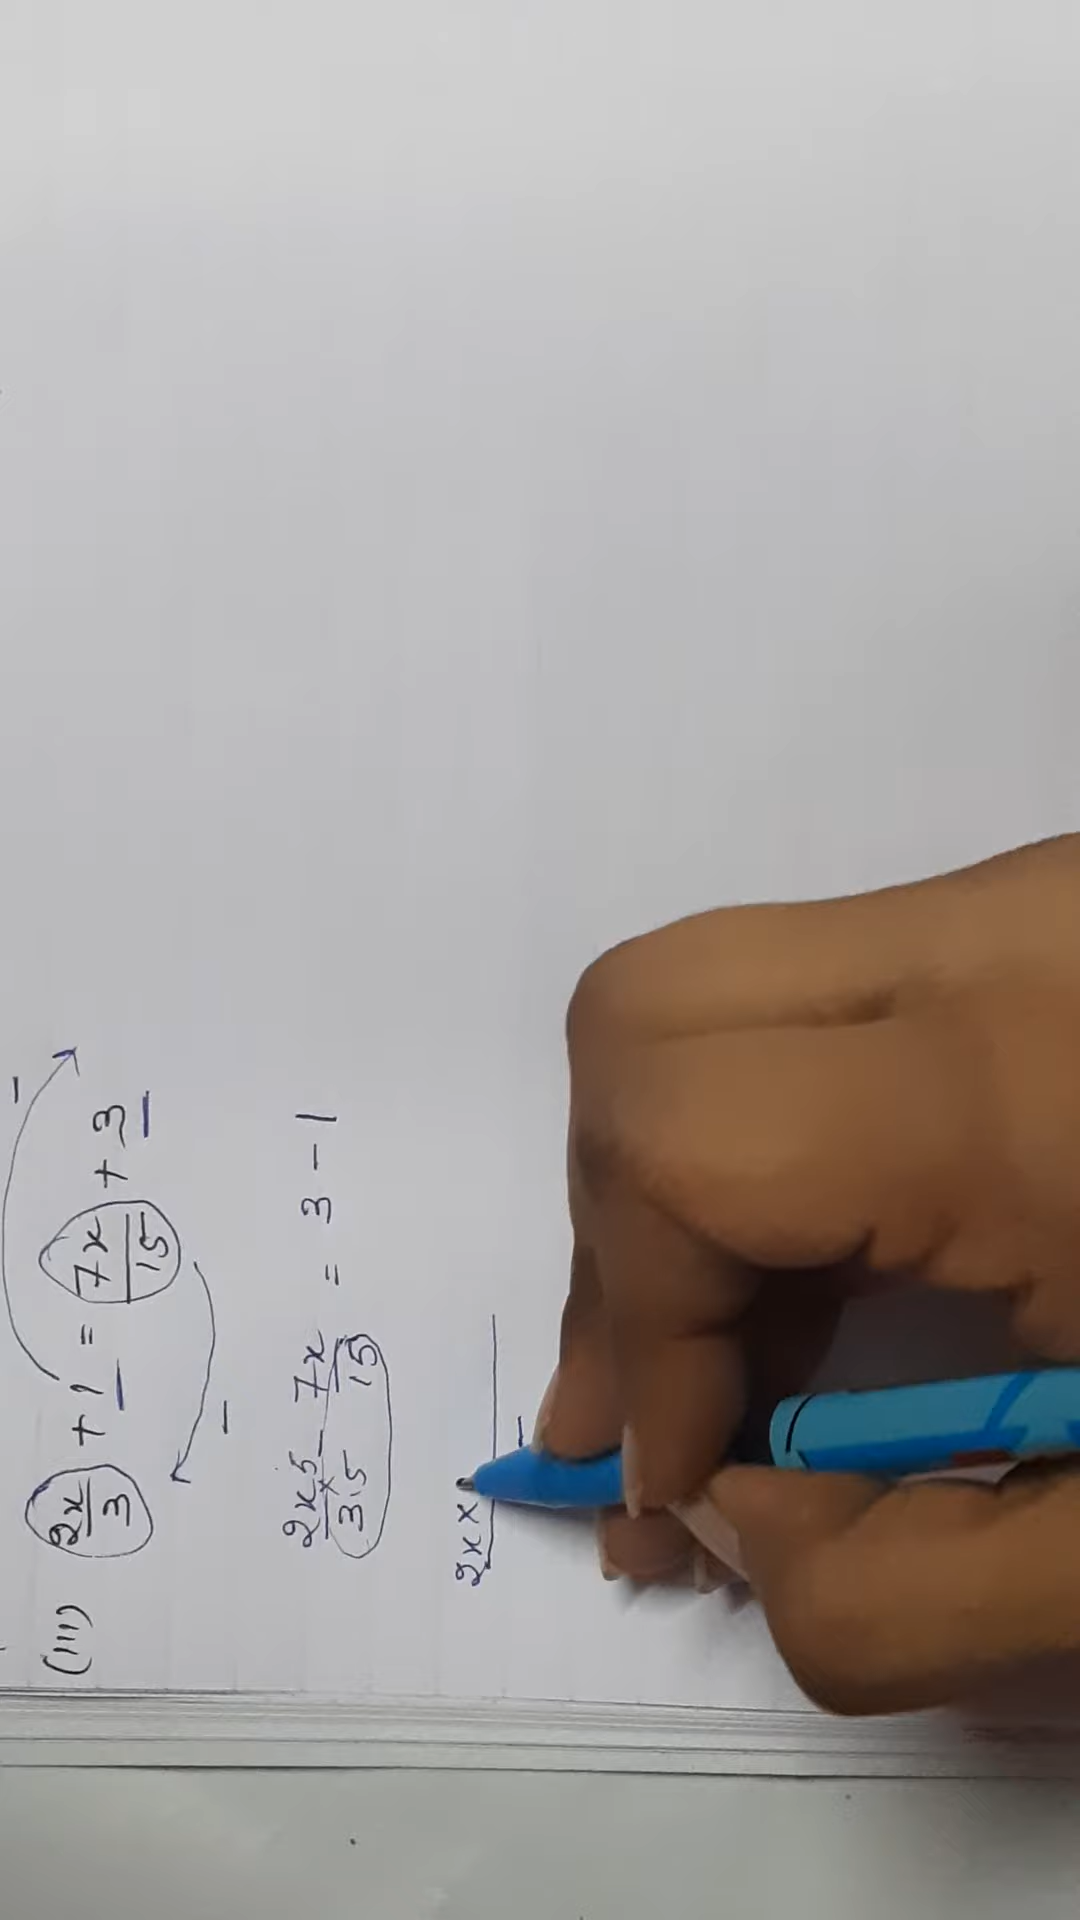 (III) 2x/3 + 1 = 7x/15 + 3
2x×5/3×5 - 7x/15 = 3 - 1
2x×